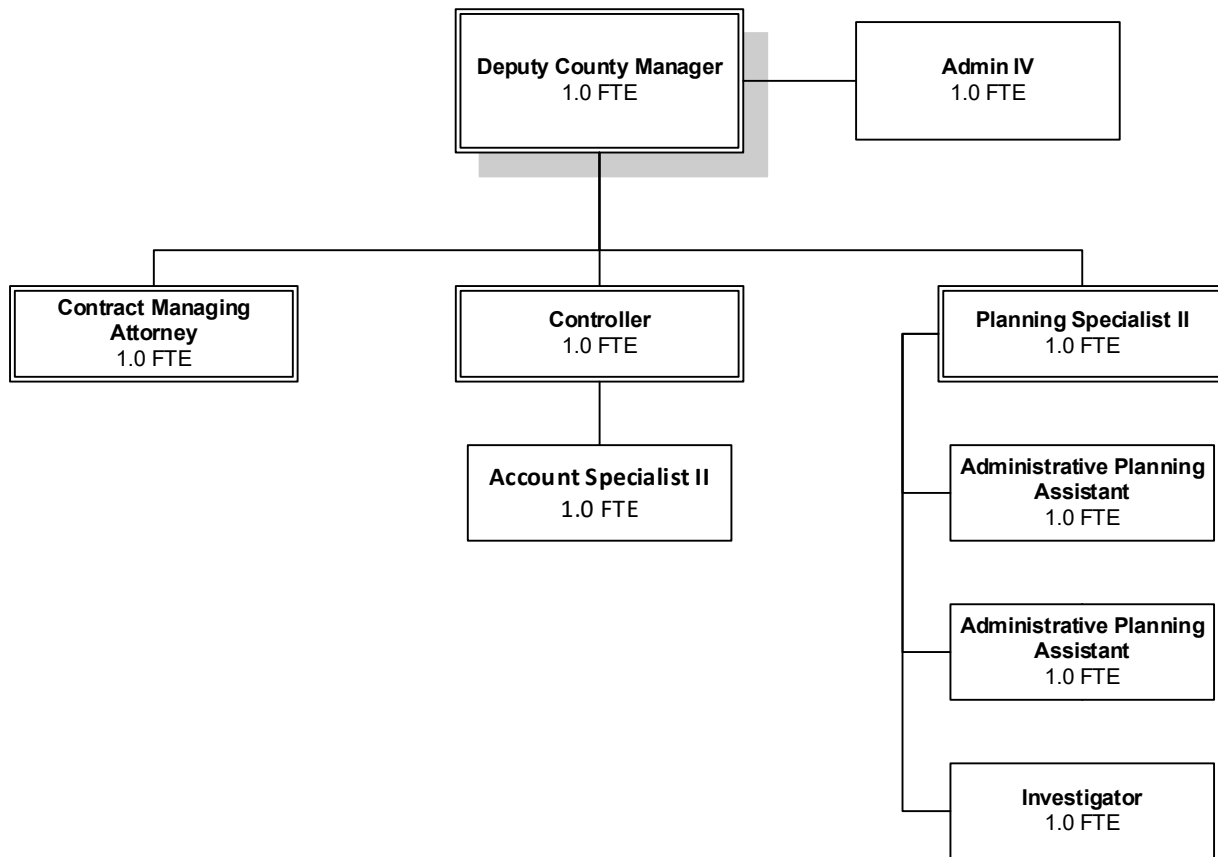 Deputy County Manager
1.0 FTE
Admin IV
1.0 FTE
Contract Managing
Attorney
1.0 FTE
Controller
1.0 FTE
Planning Specialist II
1.0 FTE
Account Specialist II
1.0 FTE
Administrative Planning
Assistant
1.0 FTE
Administrative Planning
Assistant
1.0 FTE
Investigator
1.0 FTE